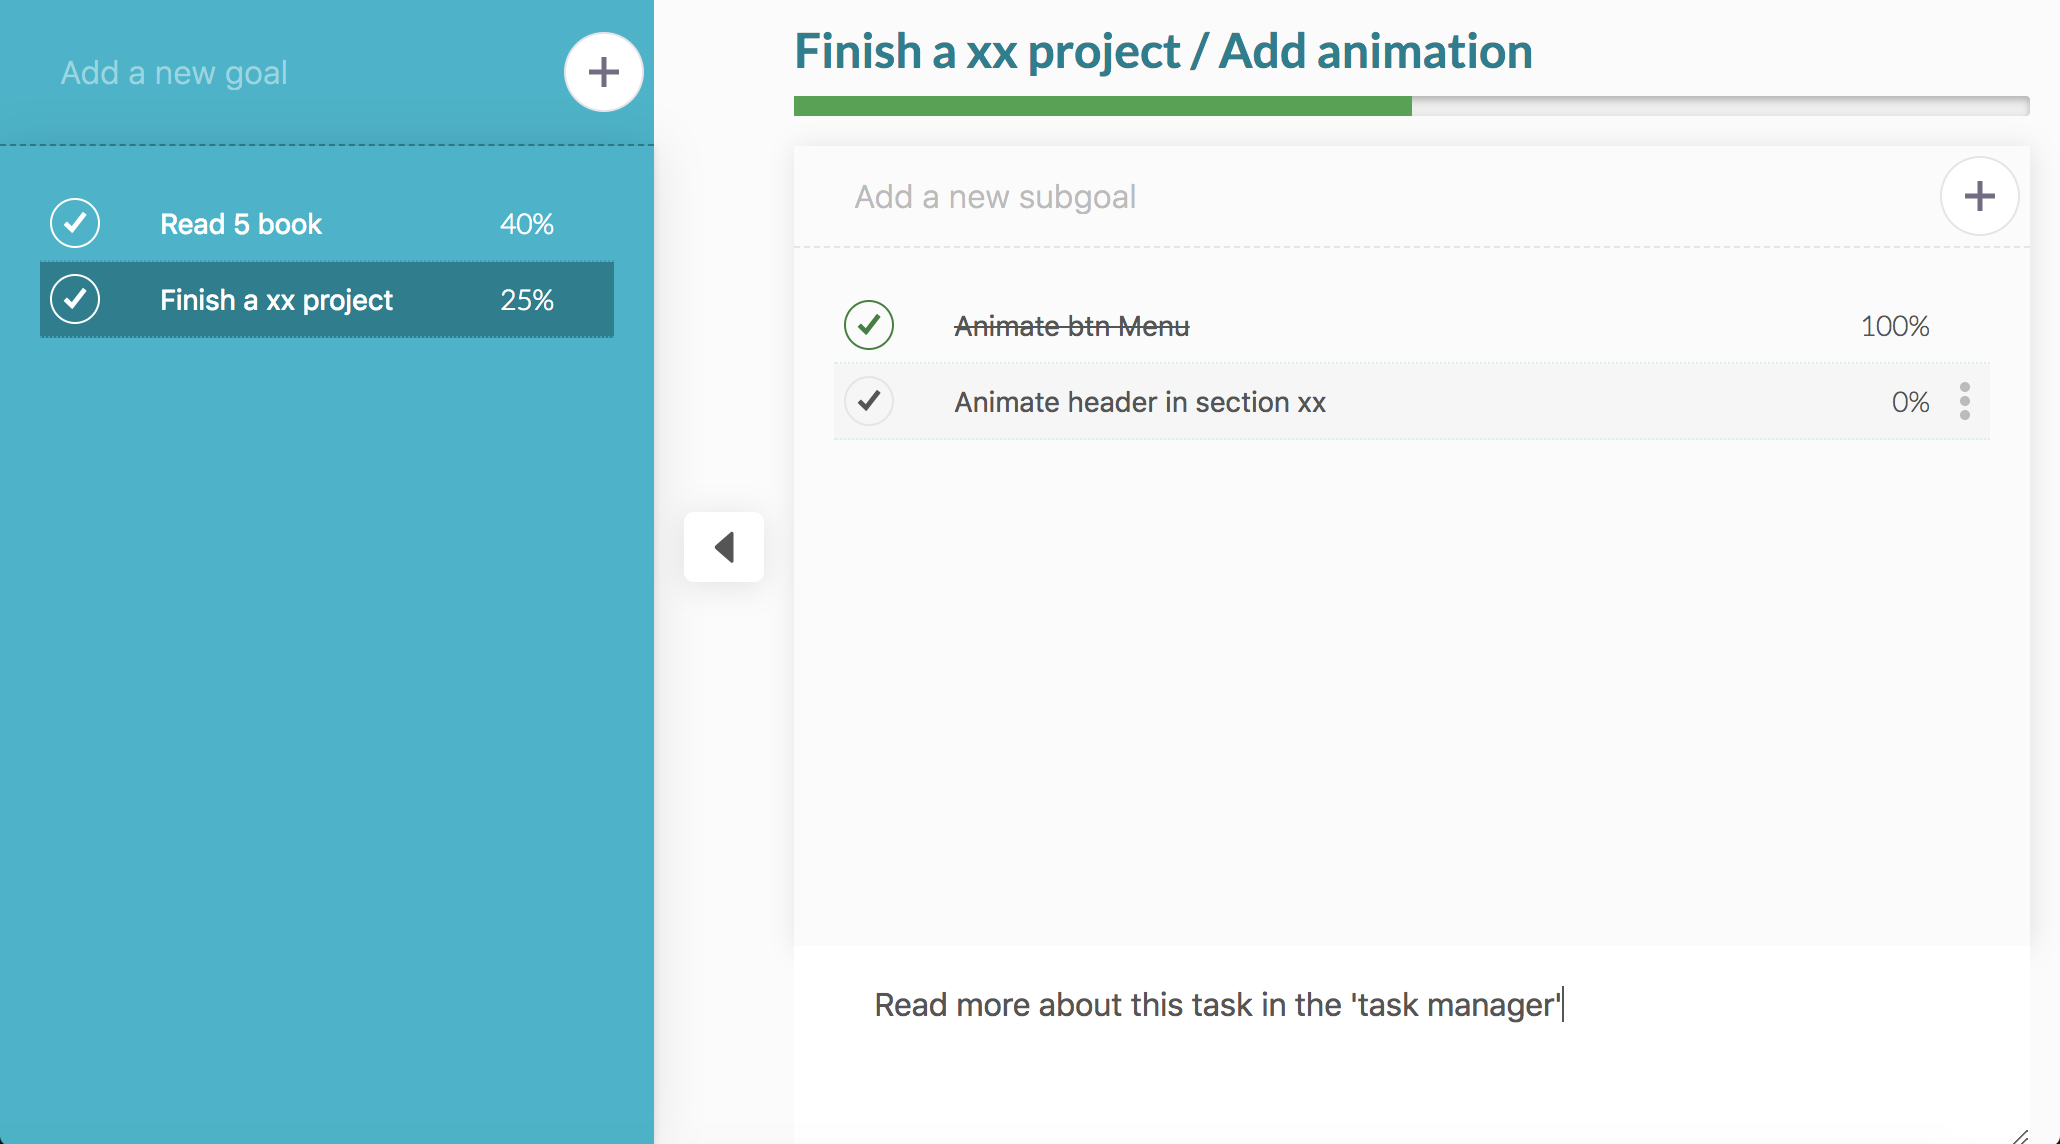 Add a new goal
Read 5 book 40%
Finish a xx project 25%
Finish a xx project / Add animation
Add a new subgoal
Animate btn Menu 100%
Animate header in section xx 0%
Read more about this task in the 'task manager'